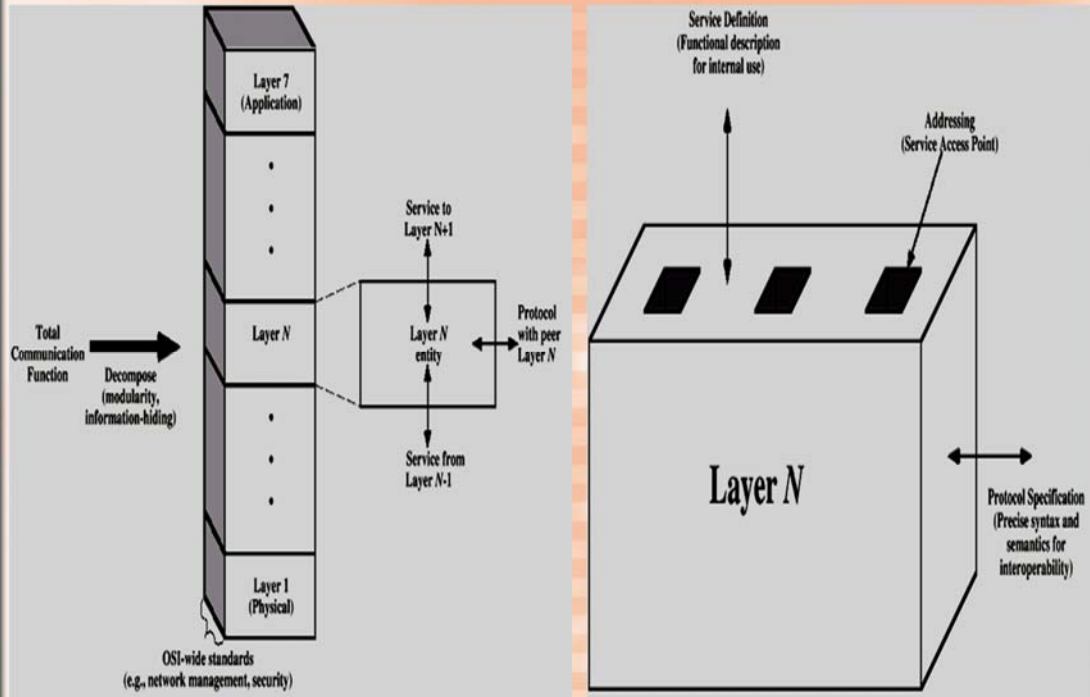 Layer 7
(Application)
Service to
Layer N+1
Total
Communication
Function
Decompose
(modularity,
information-hiding)
Layer N
Layer N
entity
Protocol
with peer
Layer N
Service from
Layer N-1
Layer 1
(Physical)
OSI-wide standards
(e.g., network management, security)
Service Definition
(Functional description
for internal use)
Addressing
(Service Access Point)
Layer N
Protocol Specification
(Precise syntax and
semantics for
interoperability)